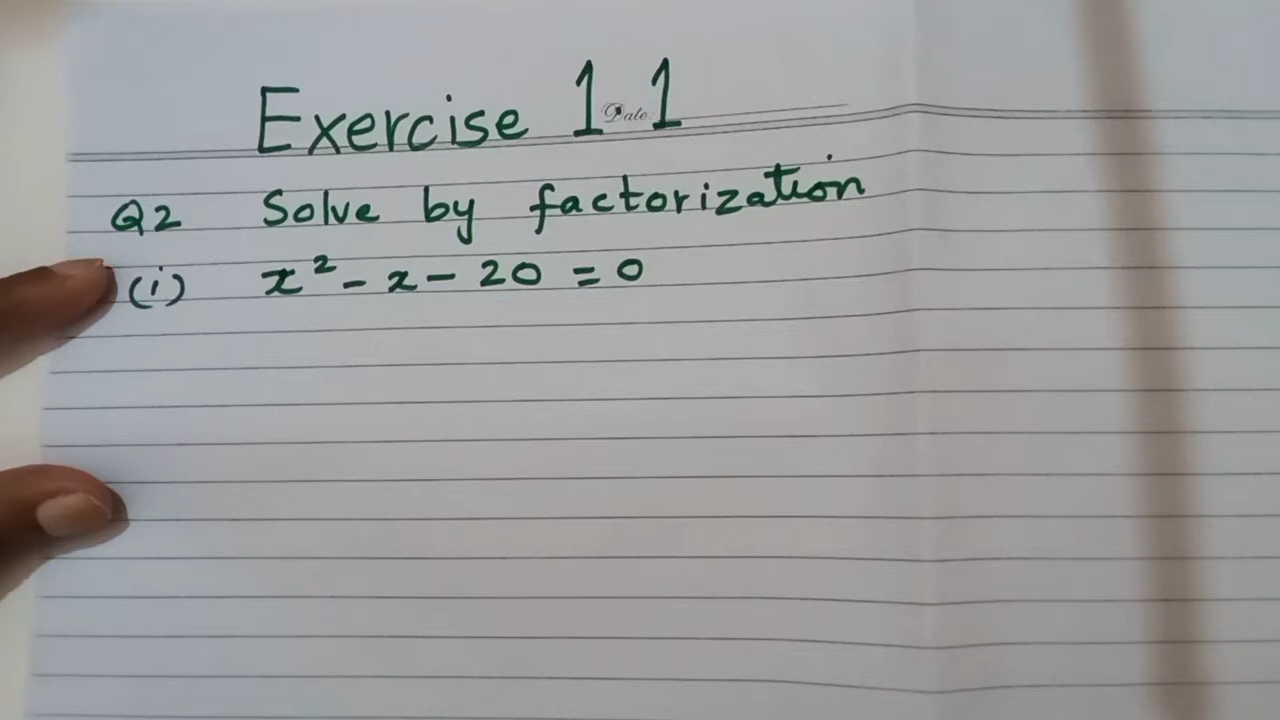 Exercise 1.1
Date
Q2 Solve by factorization
(i) x² - x - 20 = 0